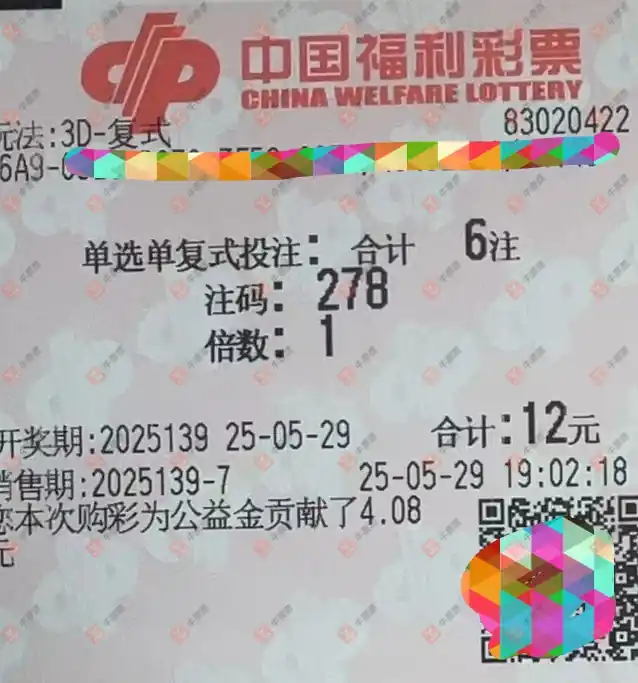 中国福利彩票
CHINA WELFARE LOTTERY
玩法:3D-复式
83020422
6A9-
单选单复式投注: 合计 6注
注码: 278
倍数: 1
开奖期:2025139 25-05-29 合计:12元
销售期:2025139-7 25-05-29 19:02:18
您本次购彩为公益金贡献了4.08
元